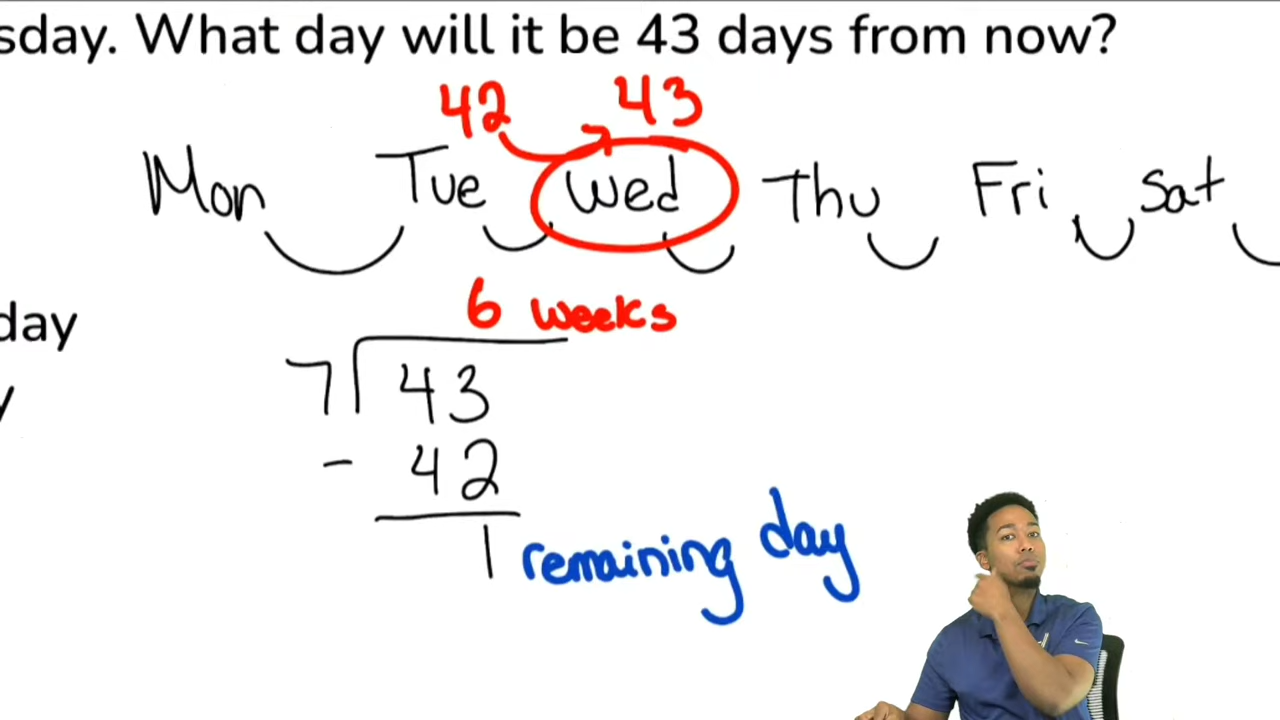 sday. What day will it be 43 days from now?
42 43
Mon Tue Wed Thu Fri Sat
6 weeks
day
7 43
y
- 42
1 remaining day